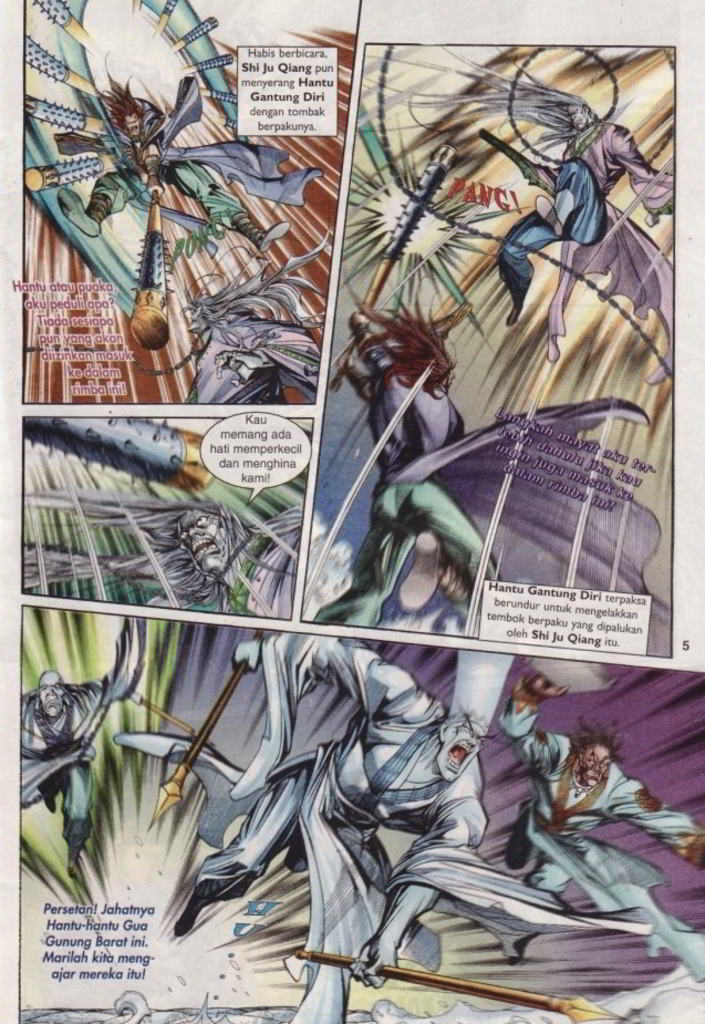 Habis berbicara,
Shi Ju Qiang pun
menyerang Hantu
Gantung Diri
dengan tombak
berpakunya.
PONG!
Hantu atau puaka,
aku peduli apa?
Tiada sesiapa
pun yang akan
diizinkan masuk
ke dalam
rimba ini!
PANG!
Langkah mayat aku ter-
lebih dahulu jika kau
ingin juga masuk ke
dalam rimba ini!
Kau
memang ada
hati memperkecil
dan menghina
kami!
Hantu Gantung Diri terpaksa
berundur untuk mengelakkan
tembok berpaku yang dipalukan
oleh Shi Ju Qiang itu.
5
Persetan! Jahatnya
Hantu-hantu Gua
Gunung Barat ini.
Marilah kita meng-
ajar mereka itu!